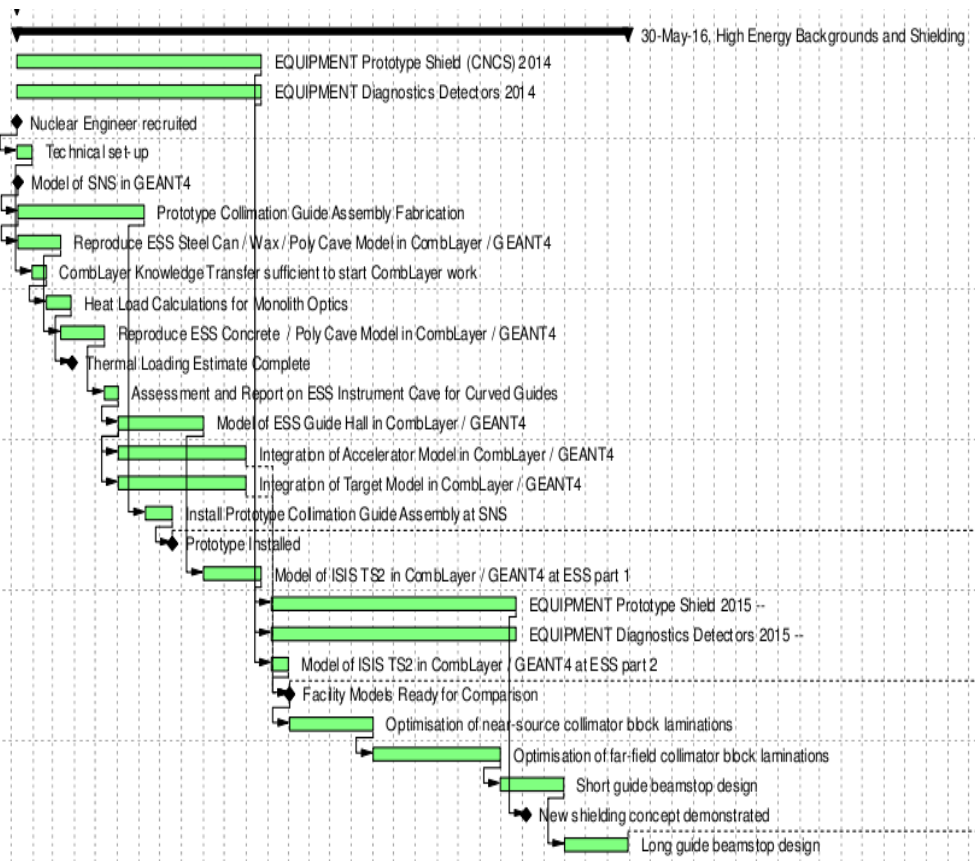 30-May-16, High Energy Backgrounds and Shielding
EQUIPMENT Prototype Shield (CNCS) 2014
EQUIPMENT Diagnostics Detectors 2014
Nuclear Engineer recruited
Technical set-up
Model of SNS in GEANT4
Prototype Collimation Guide Assembly Fabrication
Reproduce ESS Steel Can / Wax / Poly Cave Model in CombLayer / GEANT4
CombLayer Knowledge Transfer sufficient to start CombLayer work
Heat Load Calculations for Monolith Optics
Reproduce ESS Concrete / Poly Cave Model in CombLayer / GEANT4
Thermal Loading Estimate Complete
Assessment and Report on ESS Instrument Cave for Curved Guides
Model of ESS Guide Hall in CombLayer / GEANT4
Integration of Accelerator Model in CombLayer / GEANT4
Integration of Target Model in CombLayer / GEANT4
Install Prototype Collimation Guide Assembly at SNS
Prototype Installed
Model of ISIS TS2 in CombLayer / GEANT4 at ESS part 1
EQUIPMENT Prototype Shield 2015 --
EQUIPMENT Diagnostics Detectors 2015 --
Model of ISIS TS2 in CombLayer / GEANT4 at ESS part 2
Facility Models Ready for Comparison
Optimisation of near-source collimator block laminations
Optimisation of far-field collimator block laminations
Short guide beamstop design
New shielding concept demonstrated
Long guide beamstop design